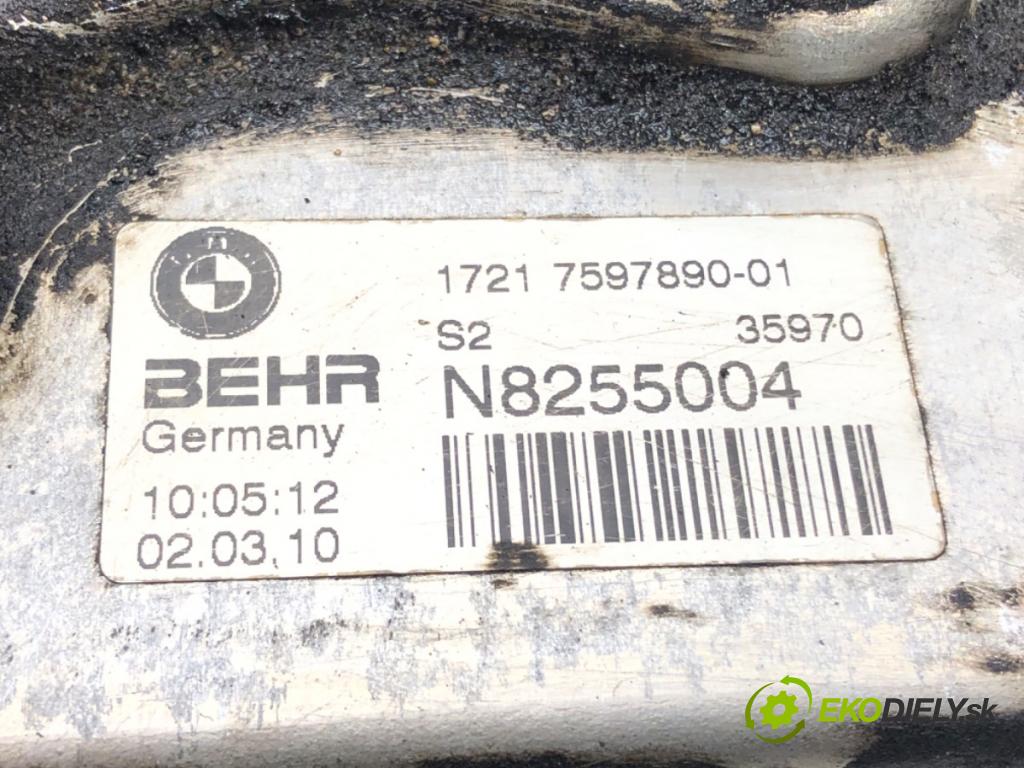 1721 7597890-01
S2 35970
BEHR N8255004
Germany
10:05:12
02.03.10
EKODIELY.sk